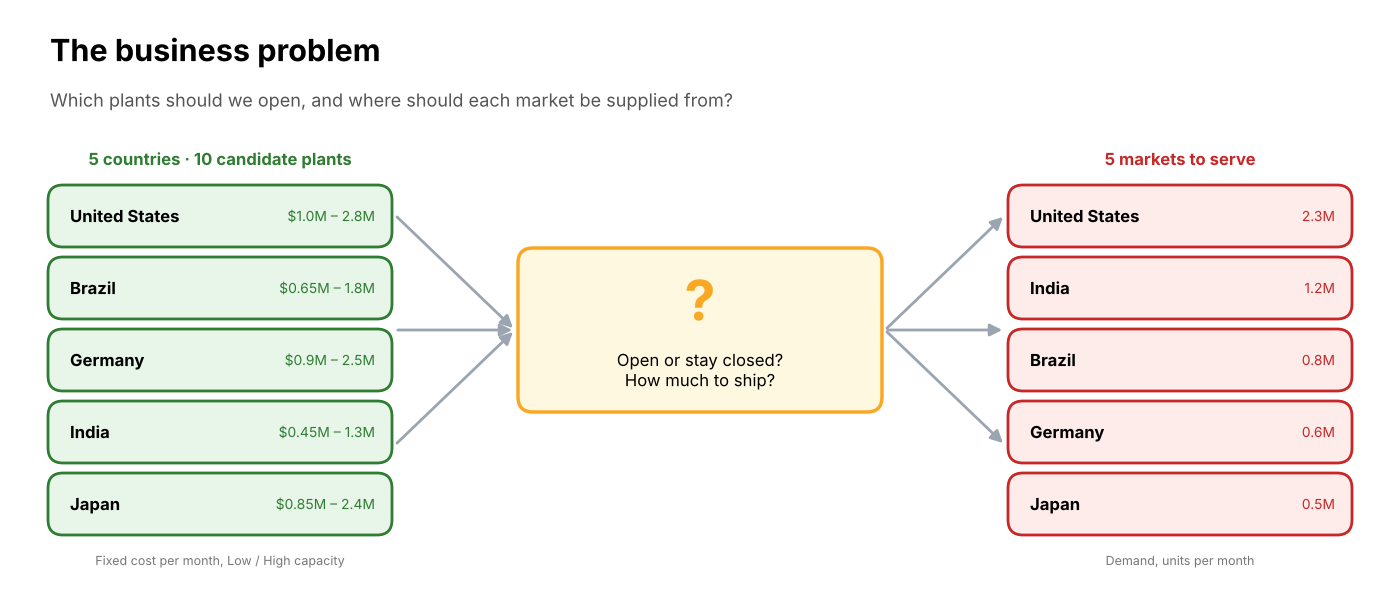 The business problem
Which plants should we open, and where should each market be supplied from?
5 countries · 10 candidate plants
United States $1.0M – 2.8M
Brazil $0.65M – 1.8M
Germany $0.9M – 2.5M
India $0.45M – 1.3M
Japan $0.85M – 2.4M
Fixed cost per month, Low / High capacity
?
Open or stay closed?
How much to ship?
5 markets to serve
United States 2.3M
India 1.2M
Brazil 0.8M
Germany 0.6M
Japan 0.5M
Demand, units per month